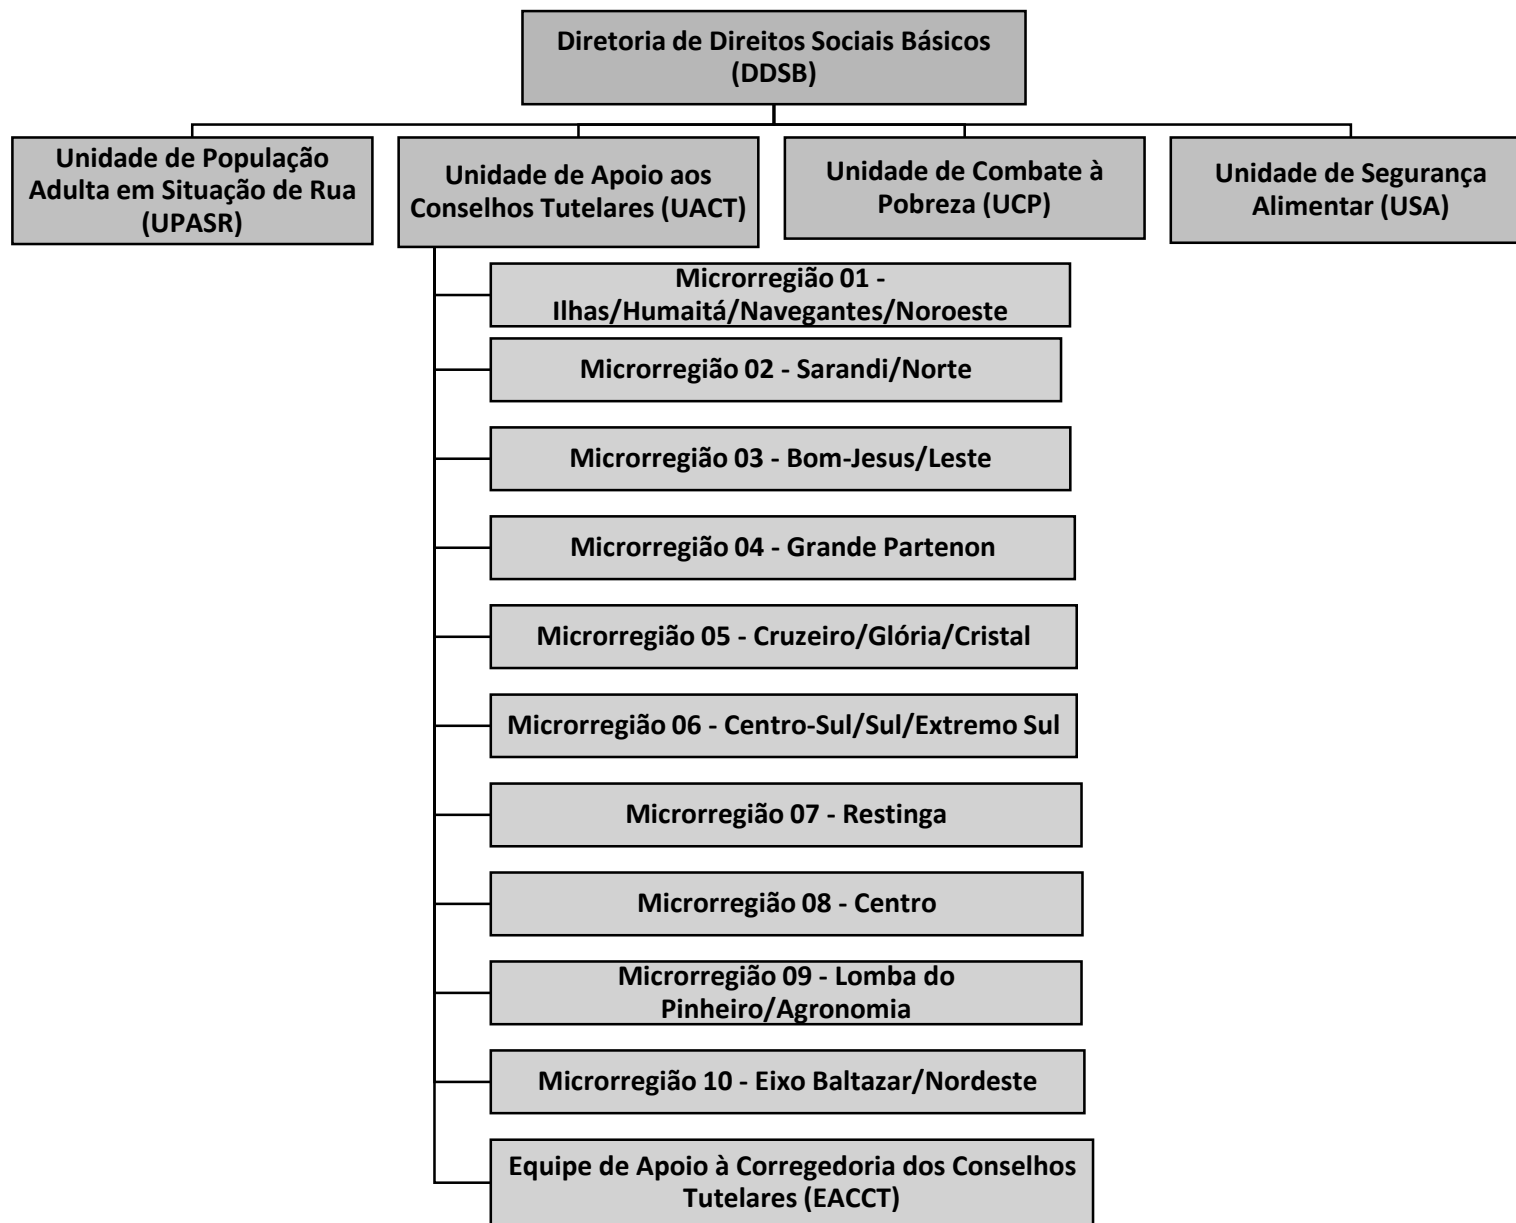 Diretoria de Direitos Sociais Básicos
(DDSB)
Unidade de População
Adulta em Situação de Rua
(UPASR)
Unidade de Apoio aos
Conselhos Tutelares (UACT)
Unidade de Combate à
Pobreza (UCP)
Unidade de Segurança
Alimentar (USA)
Microrregião 01 -
Ilhas/Humaitá/Navegantes/Noroeste
Microrregião 02 - Sarandi/Norte
Microrregião 03 - Bom-Jesus/Leste
Microrregião 04 - Grande Partenon
Microrregião 05 - Cruzeiro/Glória/Cristal
Microrregião 06 - Centro-Sul/Sul/Extremo Sul
Microrregião 07 - Restinga
Microrregião 08 - Centro
Microrregião 09 - Lomba do
Pinheiro/Agronomia
Microrregião 10 - Eixo Baltazar/Nordeste
Equipe de Apoio à Corregedoria dos Conselhos
Tutelares (EACCT)